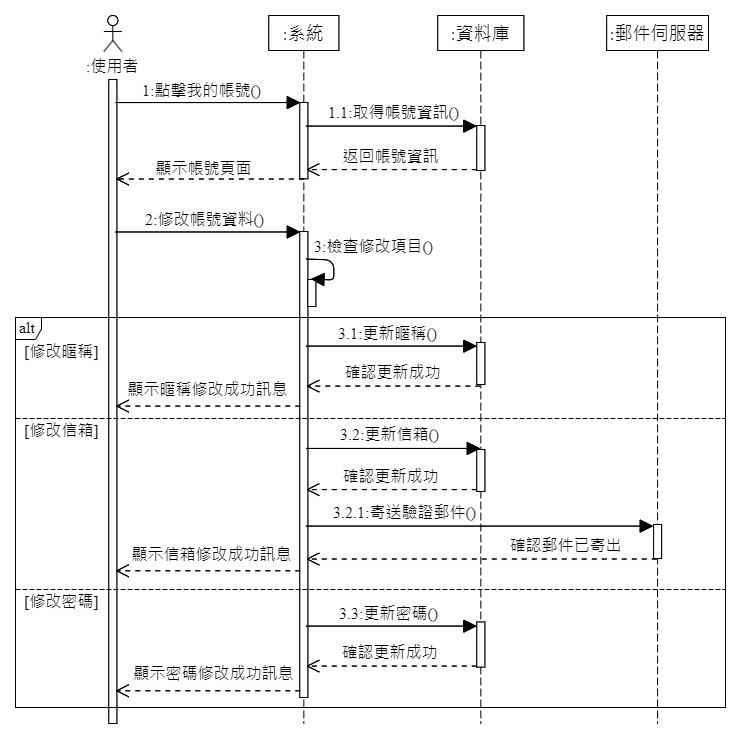 :使用者
:系統
:資料庫
:郵件伺服器
1:點擊我的帳號()
1.1:取得帳號資訊()
返回帳號資訊
顯示帳號頁面
2:修改帳號資料()
3:檢查修改項目()
alt
[修改暱稱]
3.1:更新暱稱()
確認更新成功
顯示暱稱修改成功訊息
[修改信箱]
3.2:更新信箱()
確認更新成功
3.2.1:寄送驗證郵件()
確認郵件已寄出
顯示信箱修改成功訊息
[修改密碼]
3.3:更新密碼()
確認更新成功
顯示密碼修改成功訊息